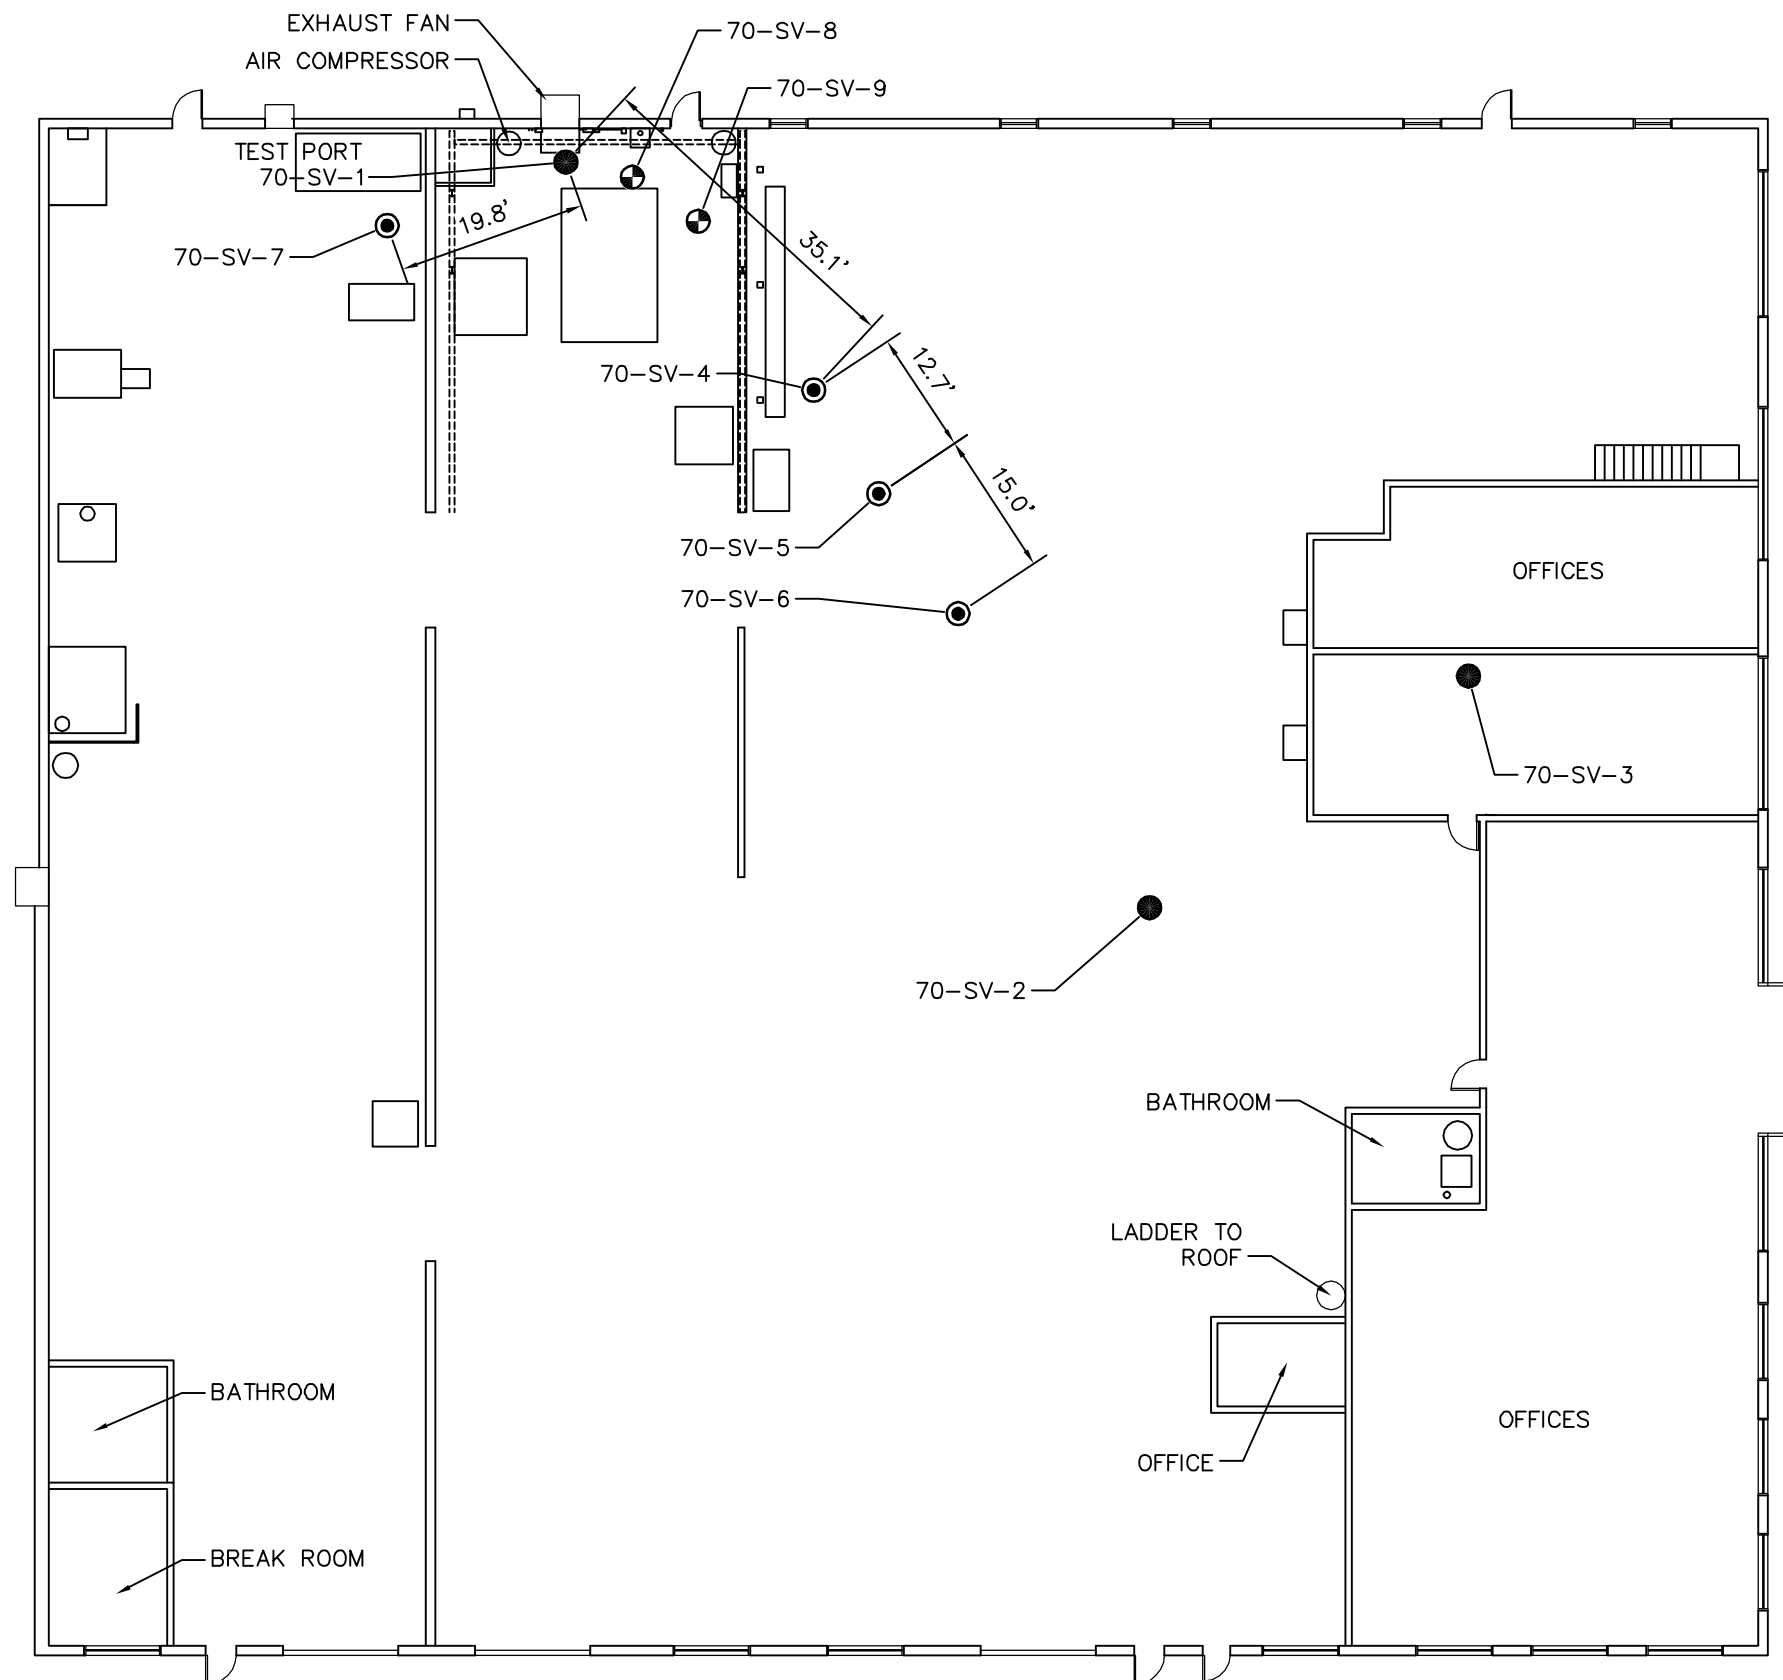 EXHAUST FAN
70-SV-8
AIR COMPRESSOR
70-SV-9
TEST PORT
70-SV-1
19.8'
35.1'
70-SV-7
70-SV-4
12.7'
15.0'
70-SV-5
70-SV-6
OFFICES
70-SV-3
70-SV-2
BATHROOM
LADDER TO
ROOF
BATHROOM
OFFICES
OFFICE
BREAK ROOM